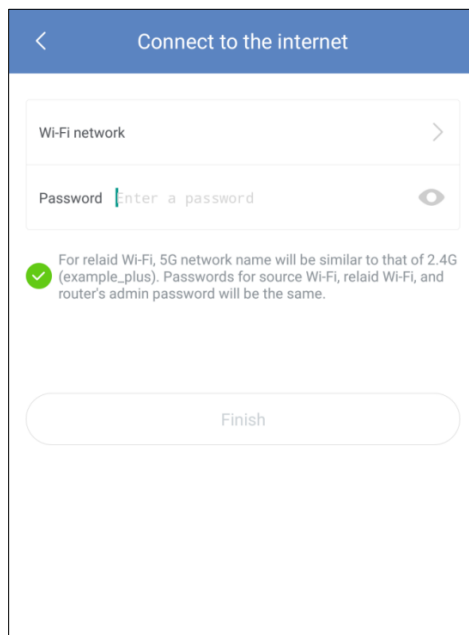 Connect to the internet
Wi-Fi network
Password Enter a password
For relaid Wi-Fi, 5G network name will be similar to that of 2.4G
(example_plus). Passwords for source Wi-Fi, relaid Wi-Fi, and
router's admin password will be the same.
Finish